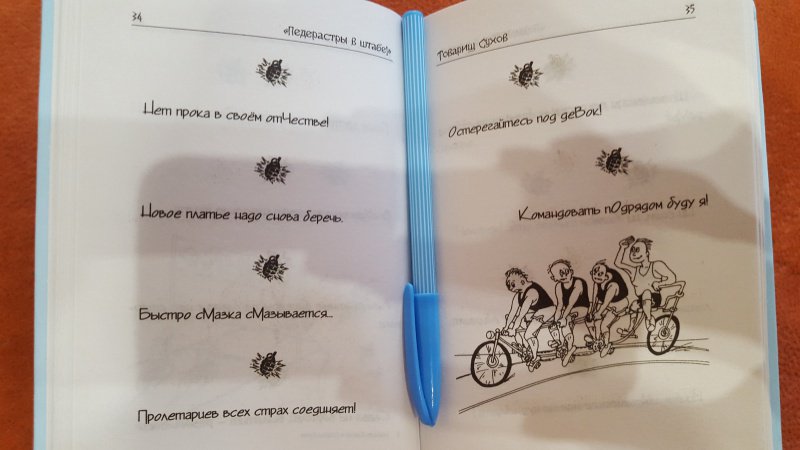 34
«Педерастры в штабе!»
Нет прока в своём отЧестве!
Новое платье надо снова беречь.
Быстро сМазка сМазывается...
Пролетариев всех страх соединяет!
35
Товарищ Сухов
Остерегайтесь под деВок!
Командовать пОдрядом буду я!